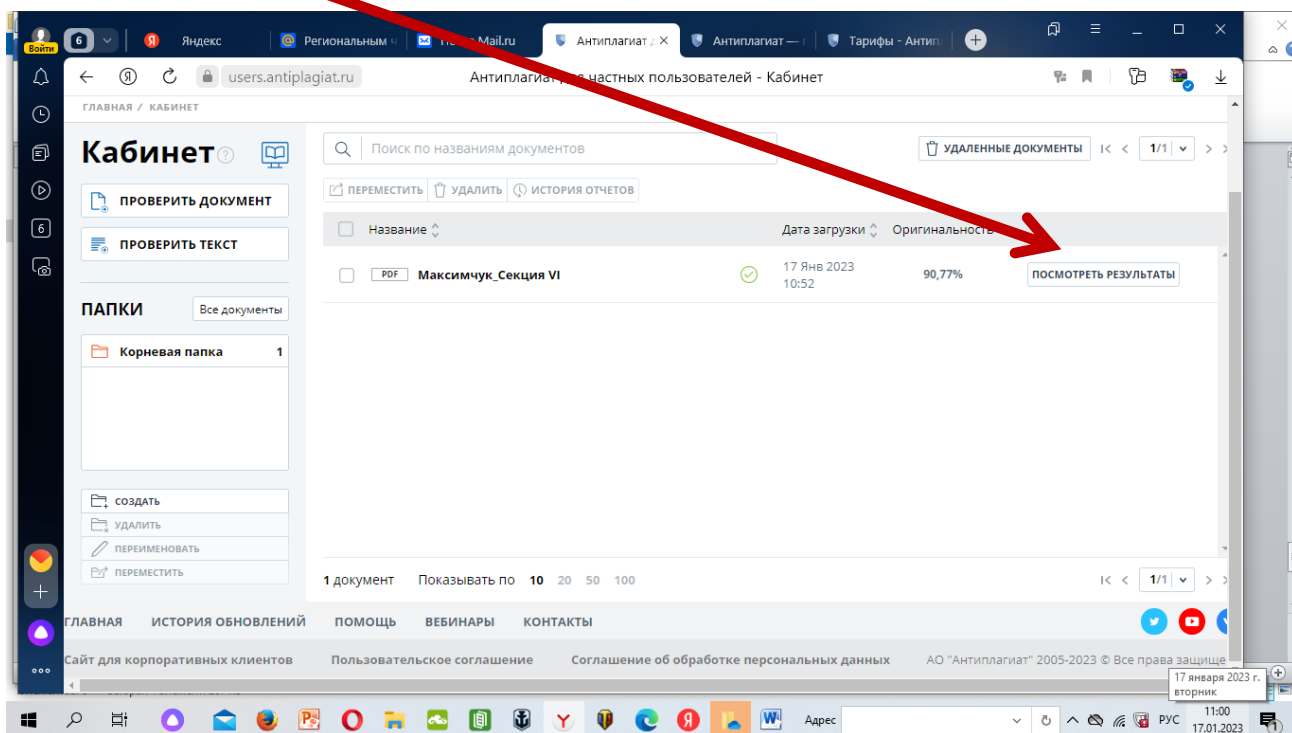 Войти
6
Яндекс
Региональным ч
Mail.ru
Антиплагиат д
Антиплагиат — г
Тарифы - Антипл
users.antiplagiat.ru
Антиплагиат для частных пользователей - Кабинет
ГЛАВНАЯ / КАБИНЕТ
Кабинет ?
Поиск по названиям документов
УДАЛЕННЫЕ ДОКУМЕНТЫ
1/1
ПРОВЕРИТЬ ДОКУМЕНТ
ПЕРЕМЕСТИТЬ УДАЛИТЬ ИСТОРИЯ ОТЧЕТОВ
6
ПРОВЕРИТЬ ТЕКСТ
Название Дата загрузки Оригинальность
PDF Максимчук_Секция VI 17 Янв 2023 10:52 90,77% ПОСМОТРЕТЬ РЕЗУЛЬТАТЫ
ПАПКИ Все документы
Корневая папка 1
СОЗДАТЬ
УДАЛИТЬ
ПЕРЕИМЕНОВАТЬ
ПЕРЕМЕСТИТЬ
1 документ Показывать по 10 20 50 100
1/1
ГЛАВНАЯ ИСТОРИЯ ОБНОВЛЕНИЙ ПОМОЩЬ ВЕБИНАРЫ КОНТАКТЫ
Сайт для корпоративных клиентов Пользовательское соглашение Соглашение об обработке персональных данных АО "Антиплагиат" 2005-2023 © Все права защище
17 января 2023 г.
вторник
Адрес
РУС
11:00
17.01.2023